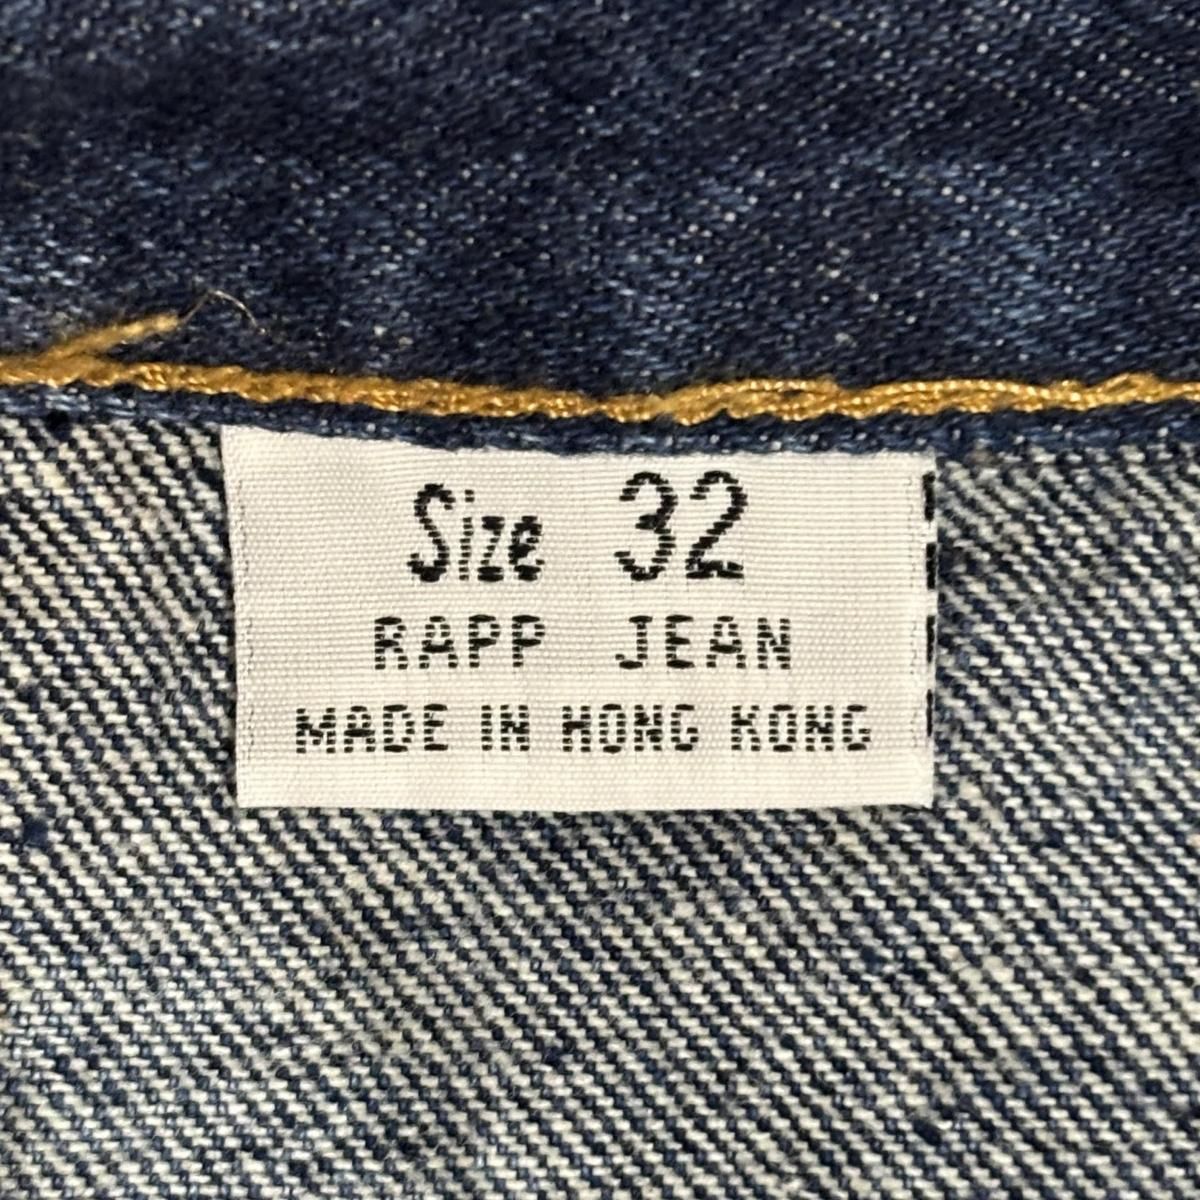 Size 32
RAPP JEAN
MADE IN HONG KONG